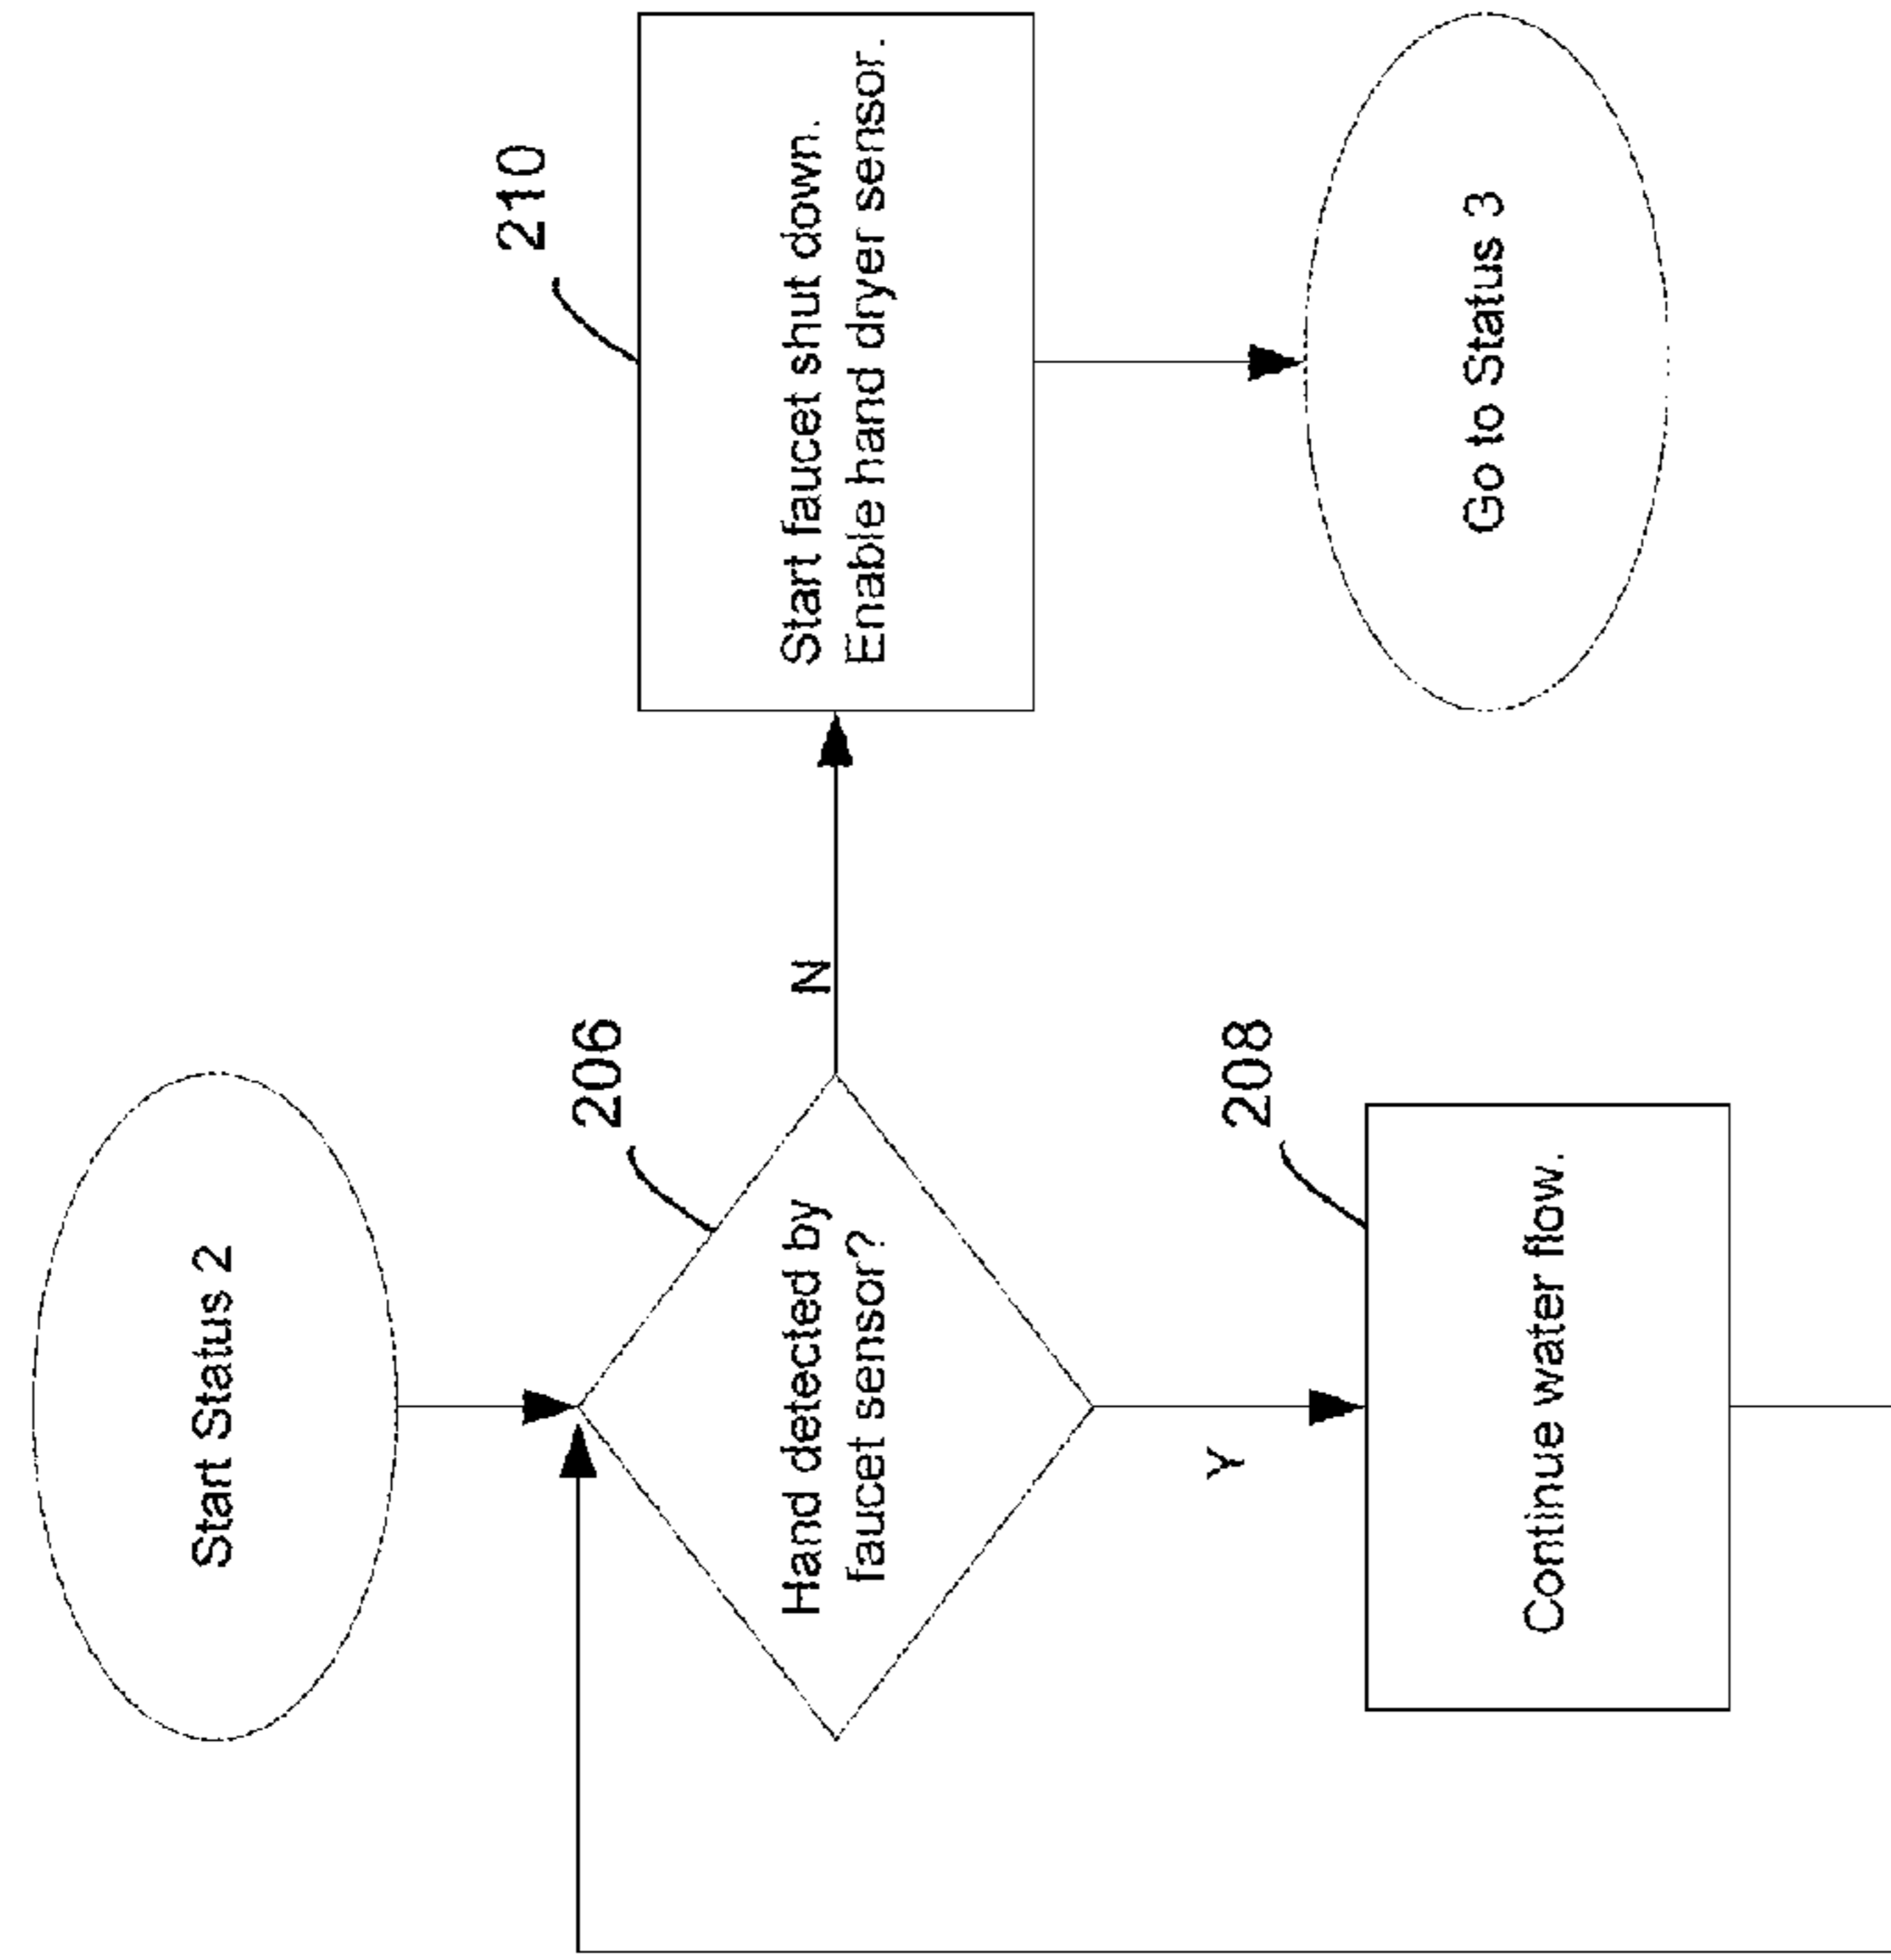 Start Status 2
206
Hand detected by
faucet sensor?
N
210
Start faucet shut down.
Enable hand dryer sensor.
Y
208
Continue water flow.
Go to Status 3